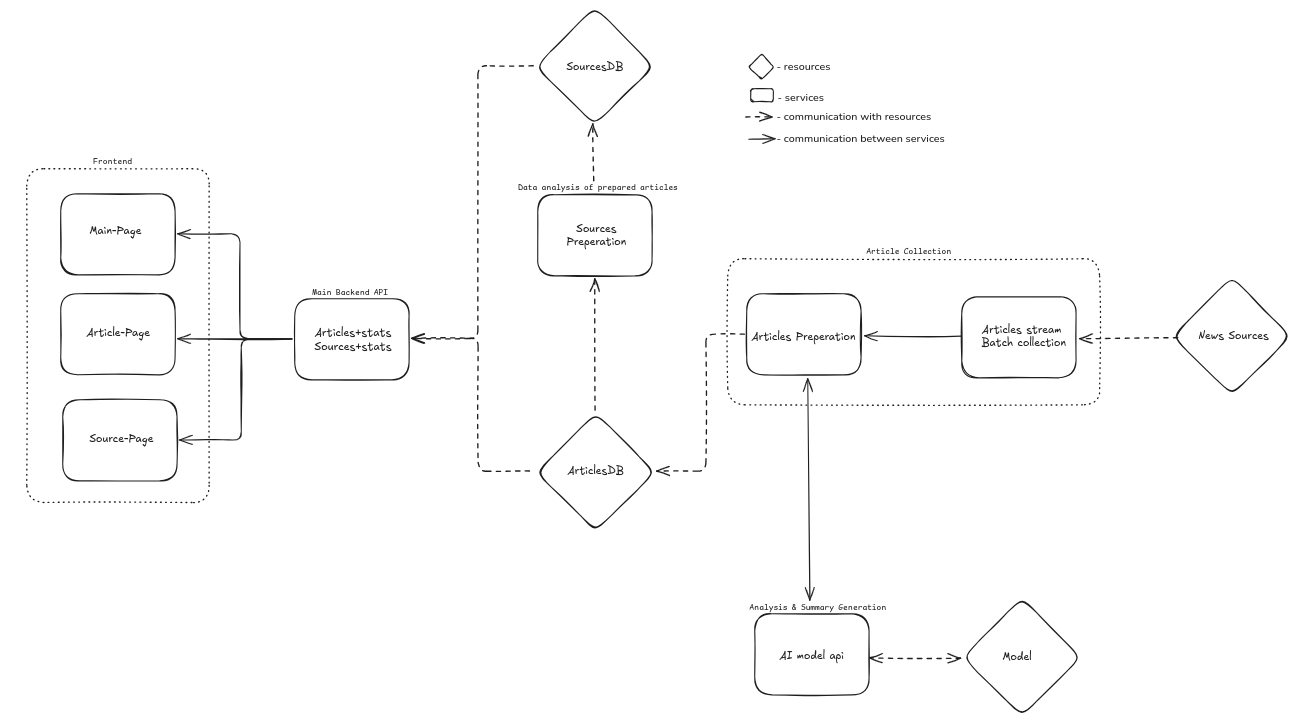 SourcesDB
- resources
- services
- communication with resources
- communication between services
Frontend
Main-Page
Article-Page
Source-Page
Main Backend API
Articles+stats
Sources+stats
Data analysis of prepared articles
Sources
Preperation
ArticlesDB
Article Collection
Articles Preperation
Articles stream
Batch collection
News Sources
Analysis & Summary Generation
AI model api
Model